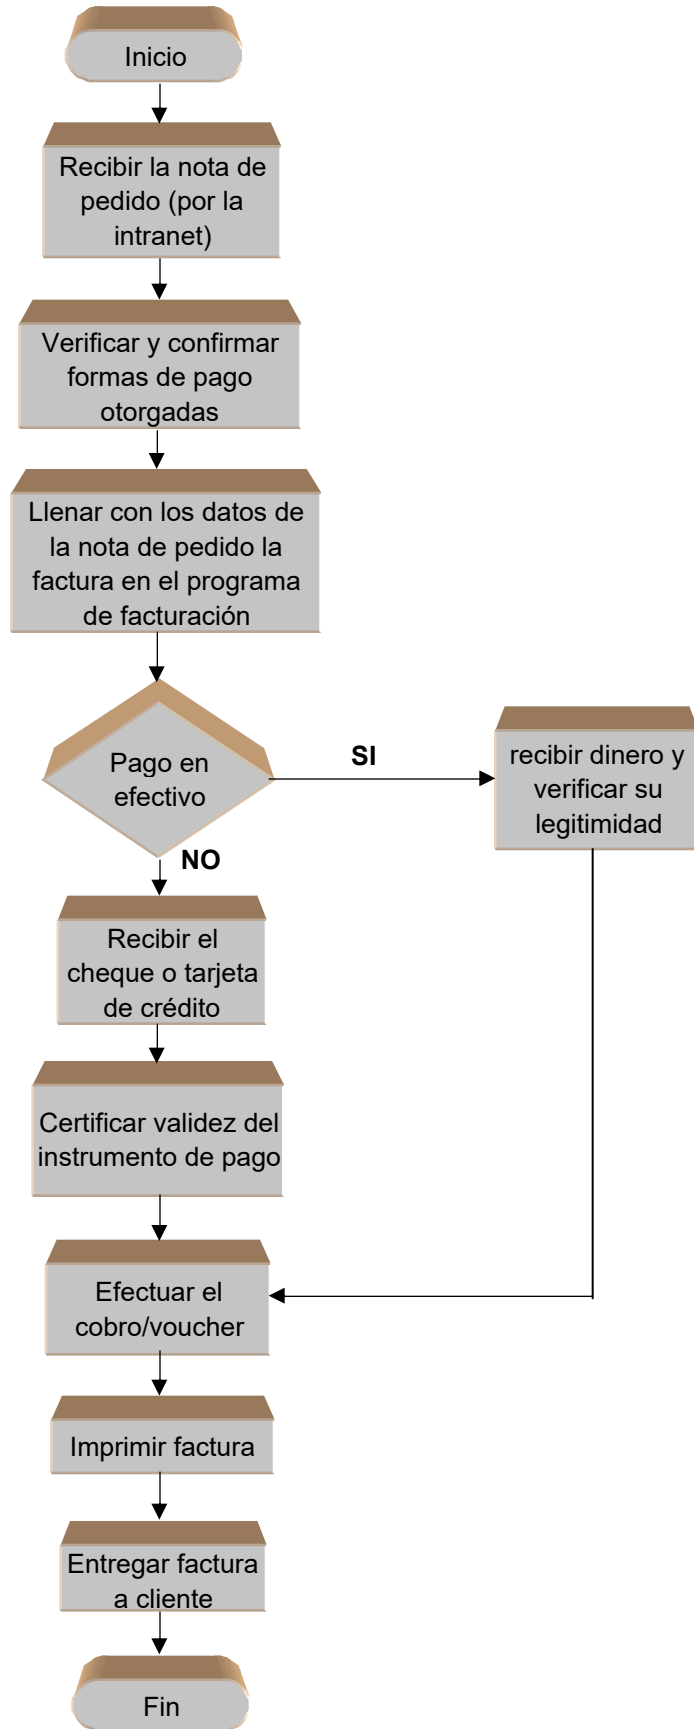 Inicio
Recibir la nota de
pedido (por la
intranet)
Verificar y confirmar
formas de pago
otorgadas
Llenar con los datos de
la nota de pedido la
factura en el programa
de facturación
Pago en
efectivo
SI
recibir dinero y
verificar su
legitimidad
NO
Recibir el
cheque o tarjeta
de crédito
Certificar validez del
instrumento de pago
Efectuar el
cobro/voucher
Imprimir factura
Entregar factura
a cliente
Fin